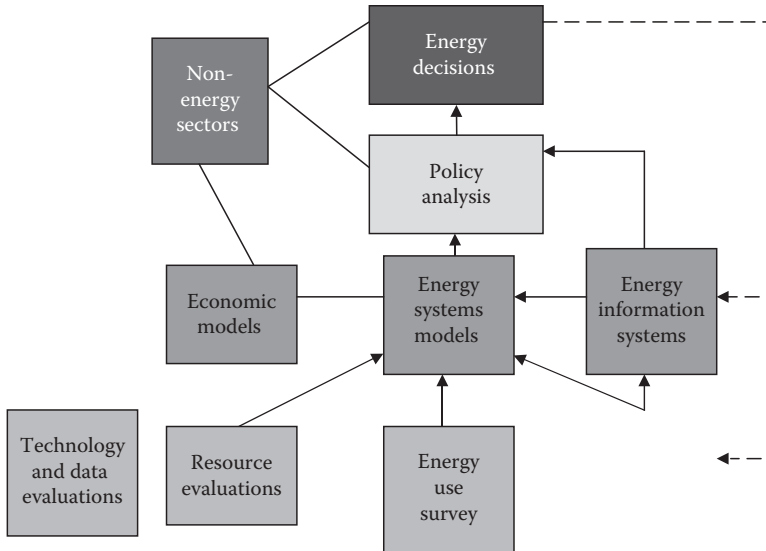 Energy
decisions
Non-
energy
sectors
Policy
analysis
Economic
models
Energy
systems
models
Energy
information
systems
Technology
and data
evaluations
Resource
evaluations
Energy
use
survey